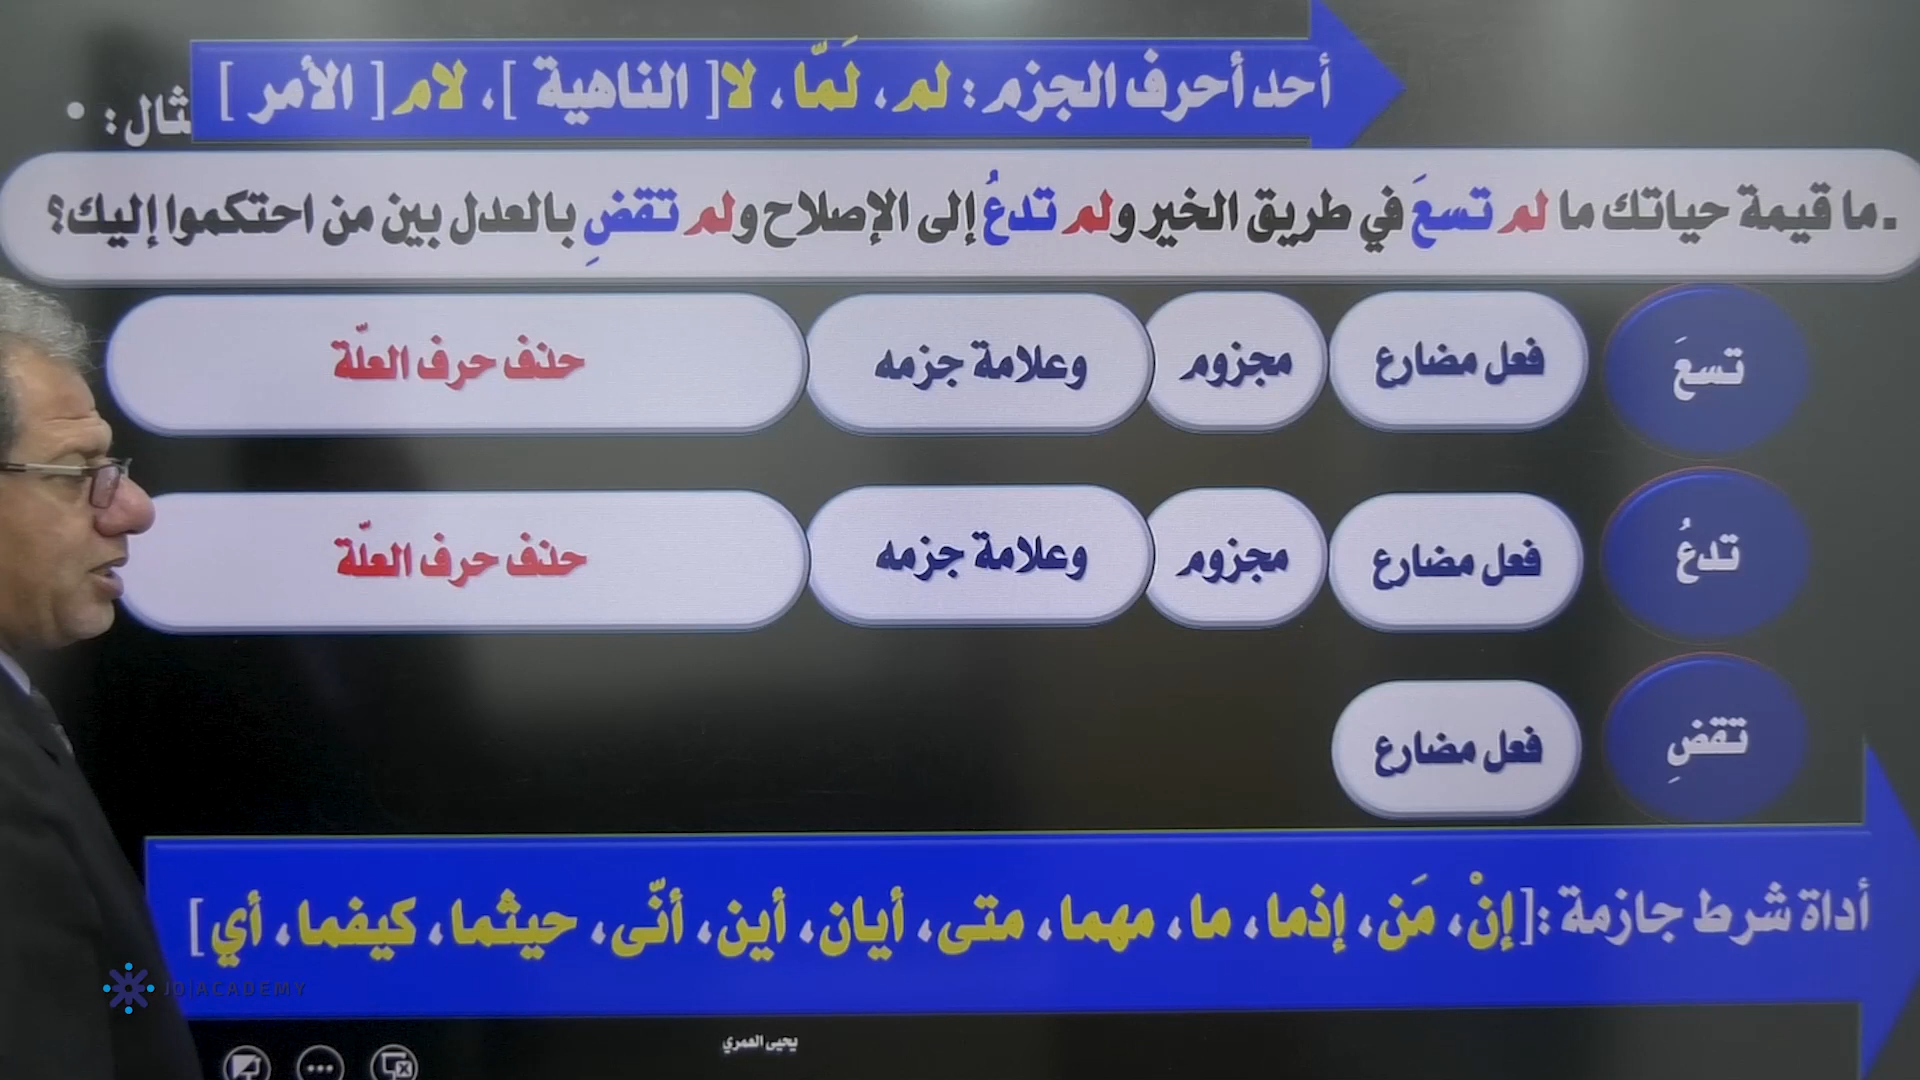 أحد أحرف الجزم: لم، لَمّا، لا[ الناهية ]، لام[ الأمر ]
ثال: •
. ما قيمة حياتك ما لم تسعَ في طريق الخير ولم تدعُ إلى الإصلاح ولم تقضِ بالعدل بين من احتكموا إليك؟
تسعَ فعل مضارع مجزوم وعلامة جزمه حذف حرف العلّة
تدعُ فعل مضارع مجزوم وعلامة جزمه حذف حرف العلّة
تقضِ فعل مضارع
أداة شرط جازمة :[إنْ، مَن، إذما، ما، مهما، متى، أيان، أين، أنّى، حيثما، كيفما، أي]
JO|ACADEMY
يحيى العمري